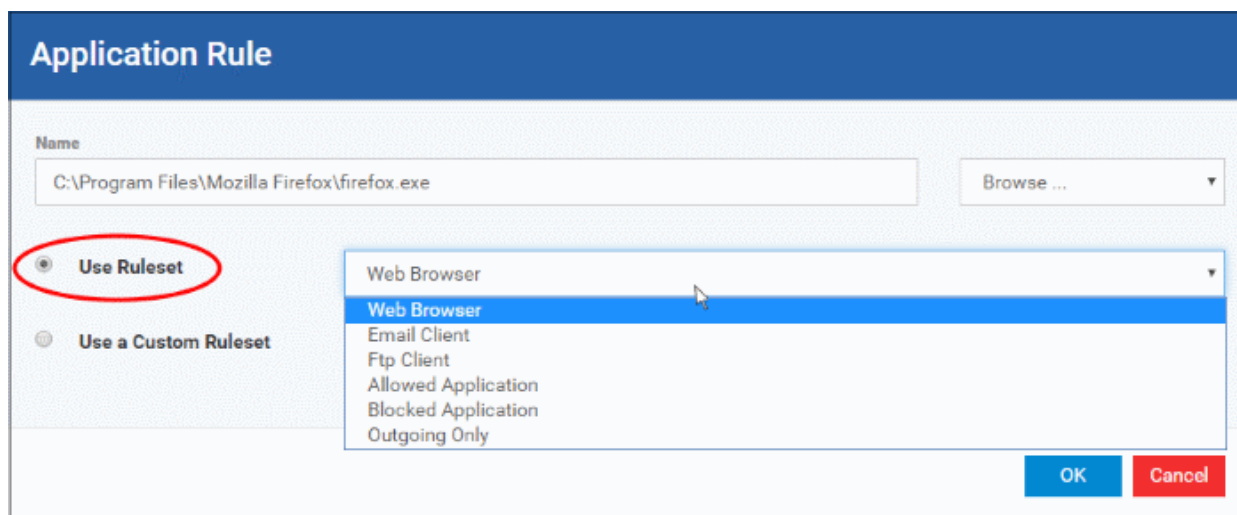 Application Rule
Name
C:\Program Files\Mozilla Firefox\firefox.exe
Browse ...
Use Ruleset
Web Browser
Web Browser
Email Client
Use a Custom Ruleset
Ftp Client
Allowed Application
Blocked Application
Outgoing Only
OK
Cancel